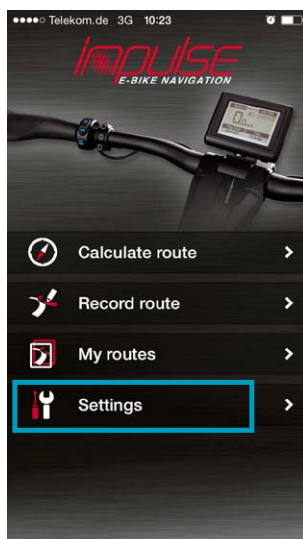 Telekom.de 3G 10:23
impulse
E-BIKE NAVIGATION
Calculate route
Record route
My routes
Settings